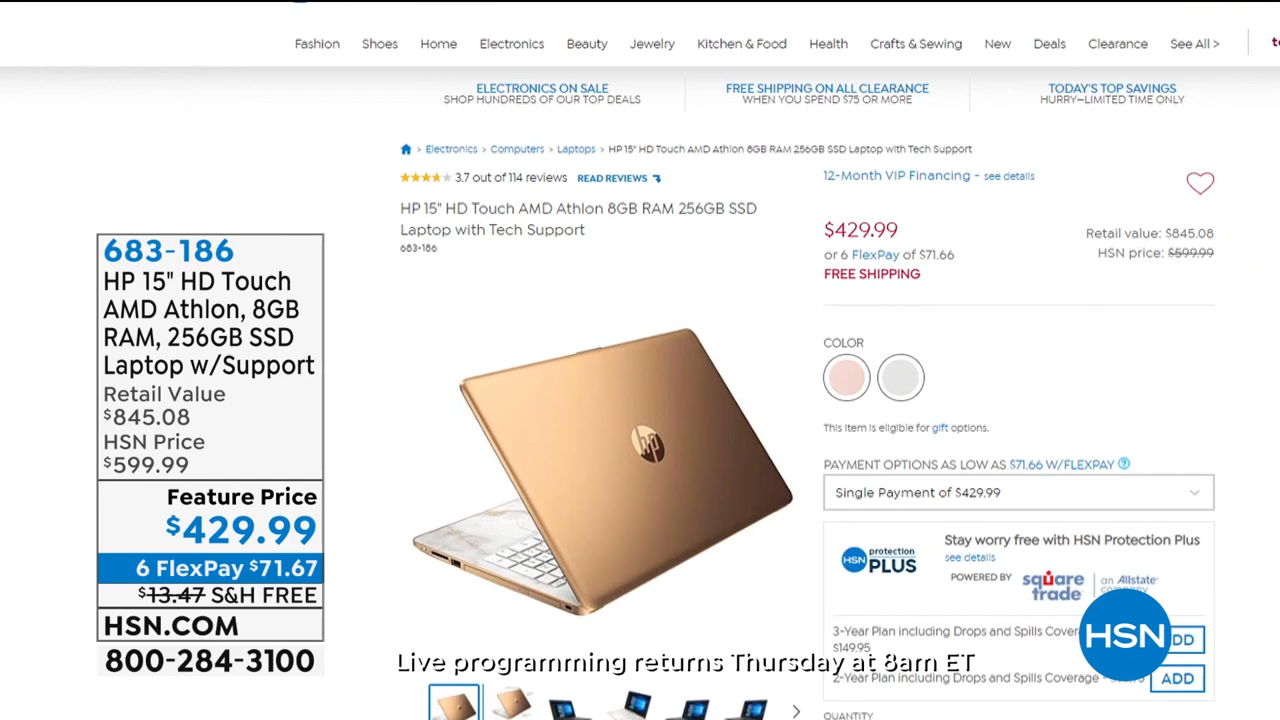 Fashion Shoes Home Electronics Beauty Jewelry Kitchen & Food Health Crafts & Sewing New Deals Clearance See All >
ELECTRONICS ON SALE
SHOP HUNDREDS OF OUR TOP DEALS
FREE SHIPPING ON ALL CLEARANCE
WHEN YOU SPEND $75 OR MORE
TODAY'S TOP SAVINGS
HURRY—LIMITED TIME ONLY
> Electronics > Computers > Laptops > HP 15" HD Touch AMD Athlon 8GB RAM 256GB SSD Laptop with Tech Support
3.7 out of 114 reviews READ REVIEWS
HP 15" HD Touch AMD Athlon 8GB RAM 256GB SSD
Laptop with Tech Support
683-186
12-Month VIP Financing - see details
$429.99
or 6 FlexPay of $71.66
FREE SHIPPING
Retail value: $845.08
HSN price: $599.99
COLOR
This item is eligible for gift options.
PAYMENT OPTIONS AS LOW AS $71.66 W/FLEXPAY ?
Single Payment of $429.99
HSN protection PLUS
Stay worry free with HSN Protection Plus
see details
POWERED BY square trade | an Allstate company
3-Year Plan including Drops and Spills
$149.95
2-Year Plan including Drops and Spills Coverage
ADD
QUANTITY
hp
683-186
HP 15" HD Touch
AMD Athlon, 8GB
RAM, 256GB SSD
Laptop w/Support
Retail Value
$845.08
HSN Price
$599.99
Feature Price
$429.99
6 FlexPay $71.67
$13.47 S&H FREE
HSN.COM
800-284-3100
Live programming returns Thursday at 8am ET
HSN